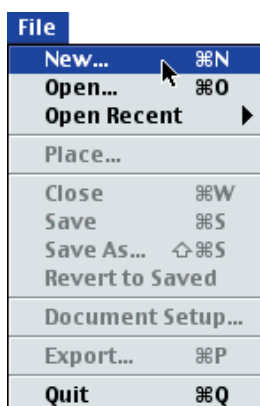 File
New... ⌘N
Open... ⌘O
Open Recent
Place...
Close ⌘W
Save ⌘S
Save As... ⇧⌘S
Revert to Saved
Document Setup...
Export... ⌘P
Quit ⌘Q